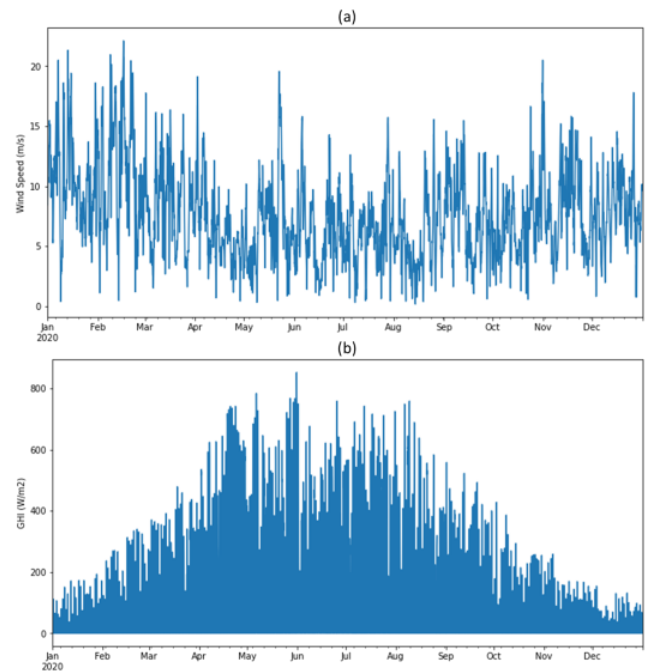 (a)
20
15
10
5
0
Wind Speed (m/s)
Jan Feb Mar Apr May Jun Jul Aug Sep Oct Nov Dec
2020
(b)
800
600
400
200
0
GHI (W/m2)
Jan Feb Mar Apr May Jun Jul Aug Sep Oct Nov Dec
2020